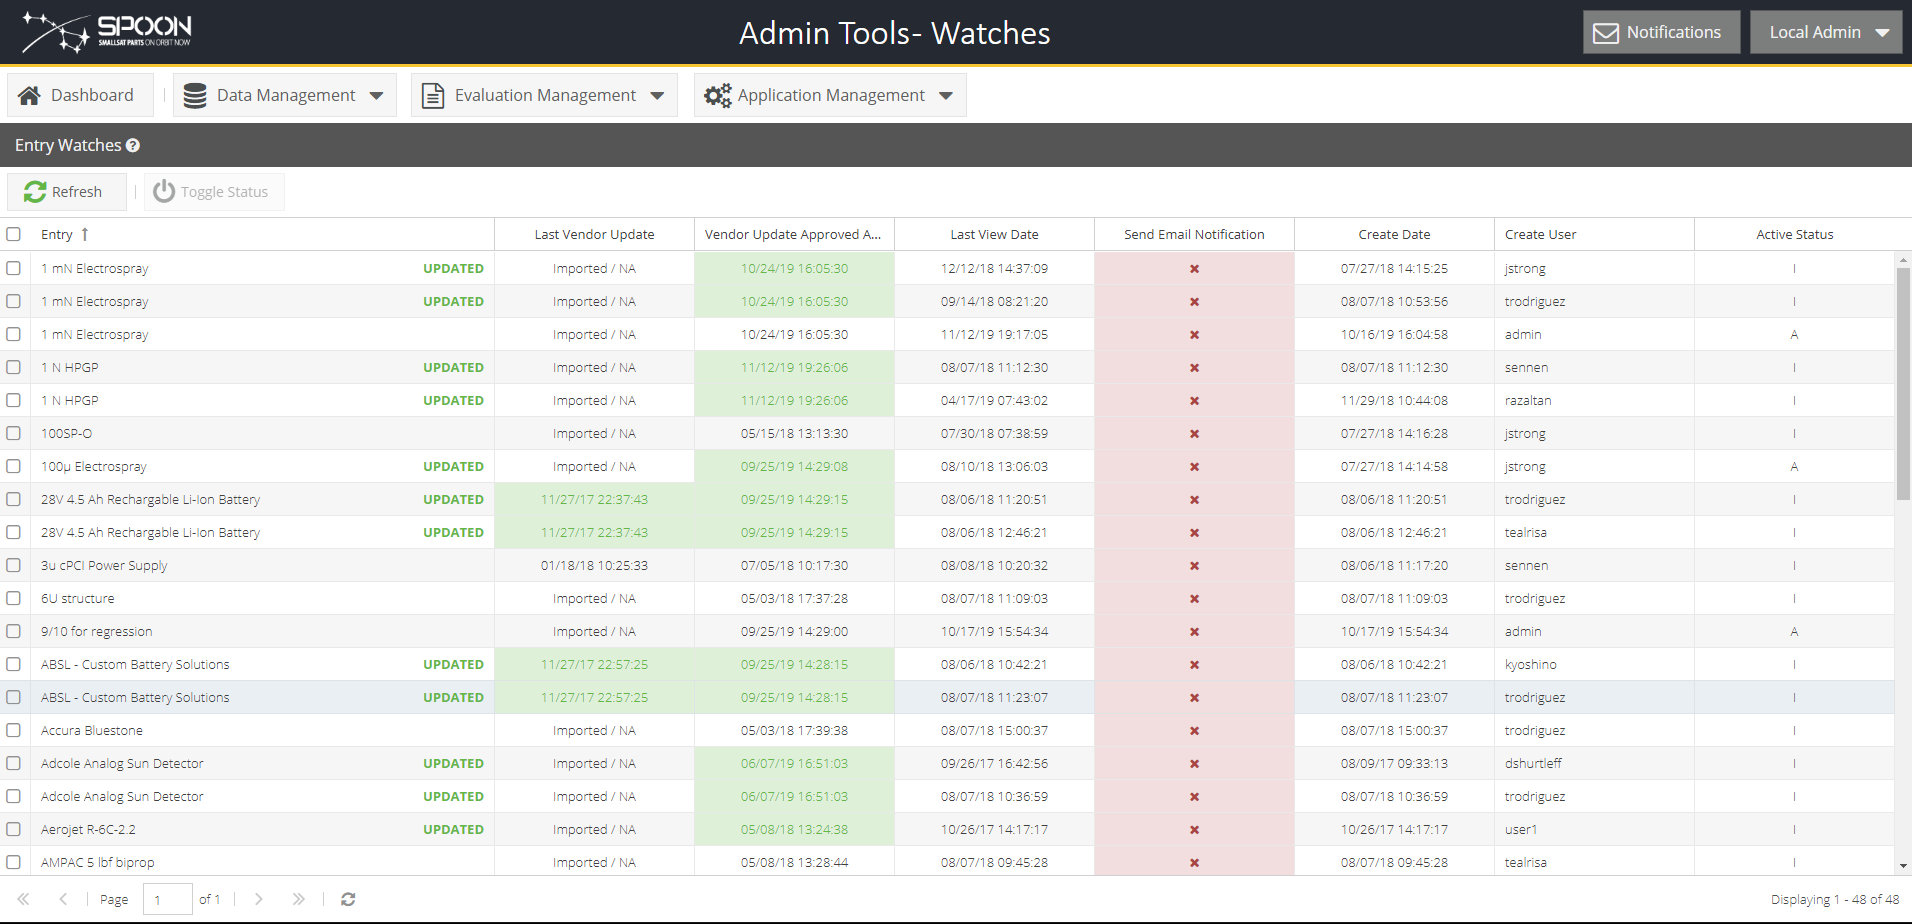 SPOON
SMALLSAT PARTS ON ORBIT NOW
Admin Tools- Watches
Notifications
Local Admin
Dashboard
Data Management
Evaluation Management
Application Management
Entry Watches
Refresh
Toggle Status
Entry Last Vendor Update Vendor Update Approved A... Last View Date Send Email Notification Create Date Create User Active Status
1 mN Electrospray UPDATED Imported / NA 10/24/19 16:05:30 12/12/18 14:37:09 07/27/18 14:15:25 jstrong I
1 mN Electrospray UPDATED Imported / NA 10/24/19 16:05:30 09/14/18 08:21:20 08/07/18 10:53:56 trodriguez I
1 mN Electrospray Imported / NA 10/24/19 16:05:30 11/12/19 19:17:05 10/16/19 16:04:58 admin A
1 N HPGP UPDATED Imported / NA 11/12/19 19:26:06 08/07/18 11:12:30 08/07/18 11:12:30 sennen I
1 N HPGP UPDATED Imported / NA 11/12/19 19:26:06 04/17/19 07:43:02 11/29/18 10:44:08 razaltan I
100SP-O Imported / NA 05/15/18 13:13:30 07/30/18 07:38:59 07/27/18 14:16:28 jstrong I
100µ Electrospray UPDATED Imported / NA 09/25/19 14:29:08 08/10/18 13:06:03 07/27/18 14:14:58 jstrong A
28V 4.5 Ah Rechargable Li-Ion Battery UPDATED 11/27/17 22:37:43 09/25/19 14:29:15 08/06/18 11:20:51 08/06/18 11:20:51 trodriguez I
28V 4.5 Ah Rechargable Li-Ion Battery UPDATED 11/27/17 22:37:43 09/25/19 14:29:15 08/06/18 12:46:21 08/06/18 12:46:21 tealrisa I
3u cPCI Power Supply 01/18/18 10:25:33 07/05/18 10:17:30 08/08/18 10:20:32 08/06/18 11:17:20 sennen I
6U structure Imported / NA 05/03/18 17:37:28 08/07/18 11:09:03 08/07/18 11:09:03 trodriguez I
9/10 for regression Imported / NA 09/25/19 14:29:00 10/17/19 15:54:34 10/17/19 15:54:34 admin A
ABSL - Custom Battery Solutions UPDATED 11/27/17 22:57:25 09/25/19 14:28:15 08/06/18 10:42:21 08/06/18 10:42:21 kyoshino I
ABSL - Custom Battery Solutions UPDATED 11/27/17 22:57:25 09/25/19 14:28:15 08/07/18 11:23:07 08/07/18 11:23:07 trodriguez I
Accura Bluestone Imported / NA 05/03/18 17:39:38 08/07/18 15:00:37 08/07/18 15:00:37 trodriguez I
Adcole Analog Sun Detector UPDATED Imported / NA 06/07/19 16:51:03 09/26/17 16:42:56 08/09/17 09:33:13 dshurtleff I
Adcole Analog Sun Detector UPDATED Imported / NA 06/07/19 16:51:03 08/07/18 10:36:59 08/07/18 10:36:59 trodriguez I
Aerojet R-6C-2.2 UPDATED Imported / NA 05/08/18 13:24:38 10/26/17 14:17:17 10/26/17 14:17:17 user1 I
AMPAC 5 lbf biprop Imported / NA 05/08/18 13:28:44 08/07/18 09:45:28 08/07/18 09:45:28 tealrisa I
Page 1 of 1 Displaying 1 - 48 of 48